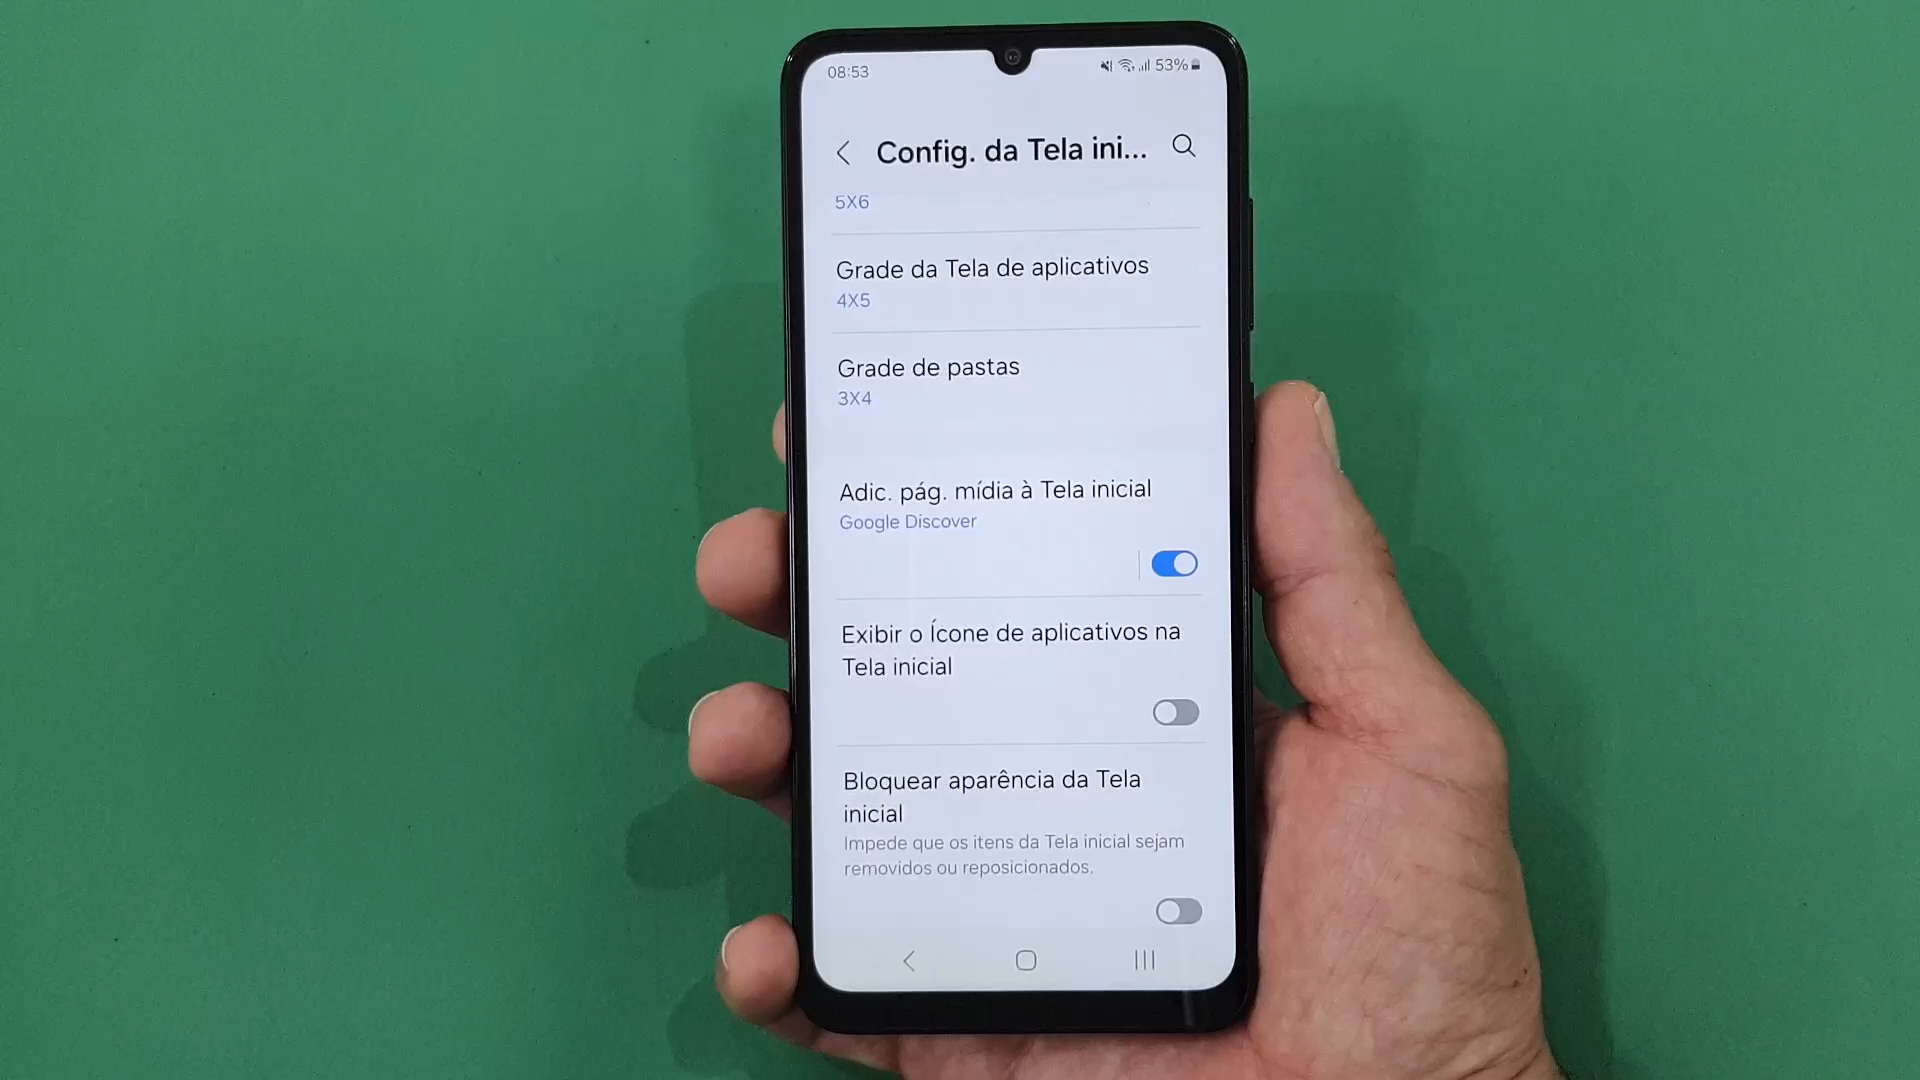 08:53
53%
Config. da Tela ini...
5X6
Grade da Tela de aplicativos
4X5
Grade de pastas
3X4
Adic. pág. mídia à Tela inicial
Google Discover
Exibir o Ícone de aplicativos na
Tela inicial
Bloquear aparência da Tela
inicial
Impede que os itens da Tela inicial sejam
removidos ou reposicionados.